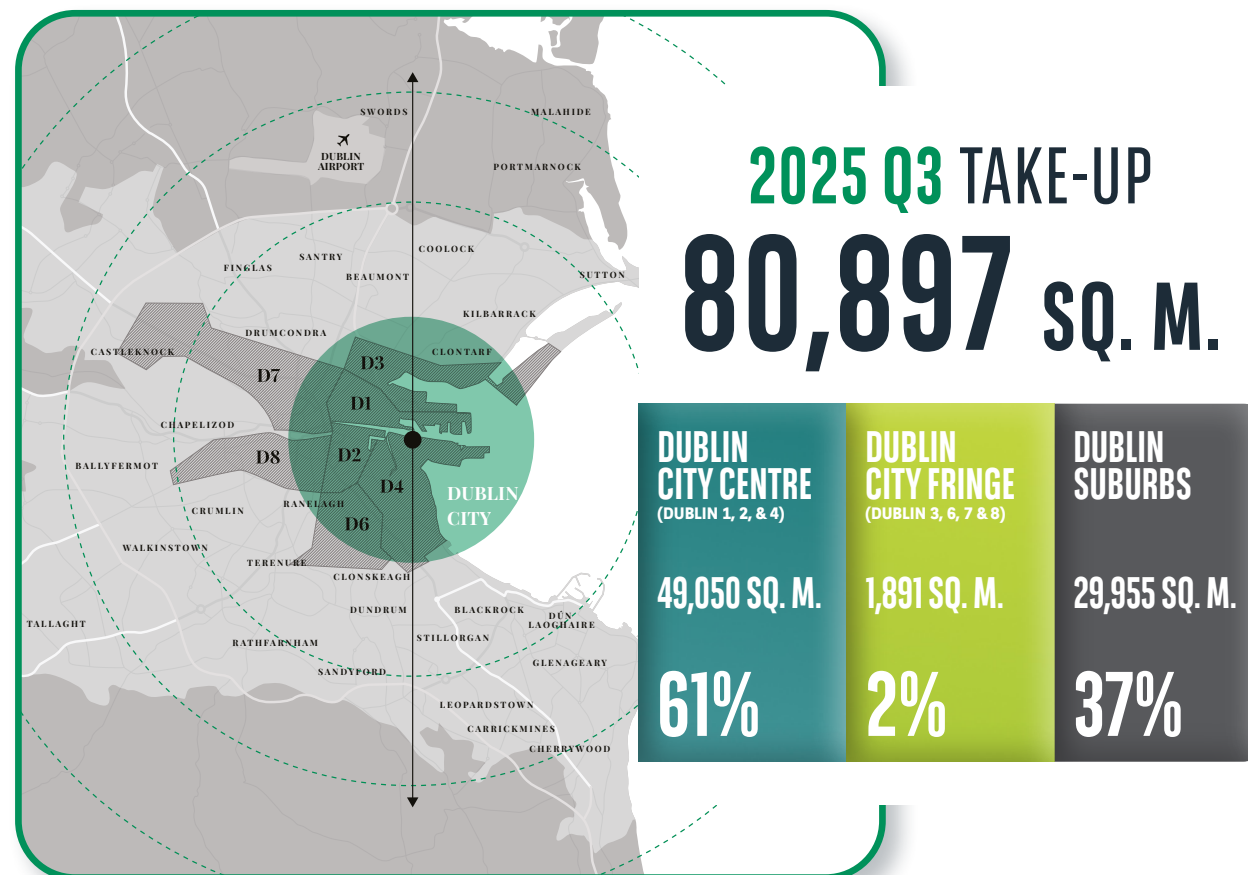 SWORDS
MALAHIDE
DUBLIN
AIRPORT
PORTMARNOCK
COOLOCK
SANTRY
FINGLAS
BEAUMONT
SUTTON
KILBARRACK
DRUMCONDRA
CASTLEKNOCK
CLONTARF
D3
D7
D1
CHAPELIZOD
BALLYFERMOT
D8
D2
D4
DUBLIN
CITY
RANELAGH
CRUMLIN
D6
WALKINSTOWN
TERENURE
CLONSKEAGH
DUNDRUM
BLACKROCK
DÚN
LAOGHAIRE
TALLAGHT
STILLORGAN
RATHFARNHAM
GLENAGEARY
SANDYFORD
LEOPARDSTOWN
CARRICKMINES
CHERRYWOOD
2025 Q3 TAKE-UP
80,897 SQ. M.
DUBLIN
CITY CENTRE
(DUBLIN 1, 2, & 4)
49,050 SQ. M.
61%
DUBLIN
CITY FRINGE
(DUBLIN 3, 6, 7 & 8)
1,891 SQ. M.
2%
DUBLIN
SUBURBS
29,955 SQ. M.
37%